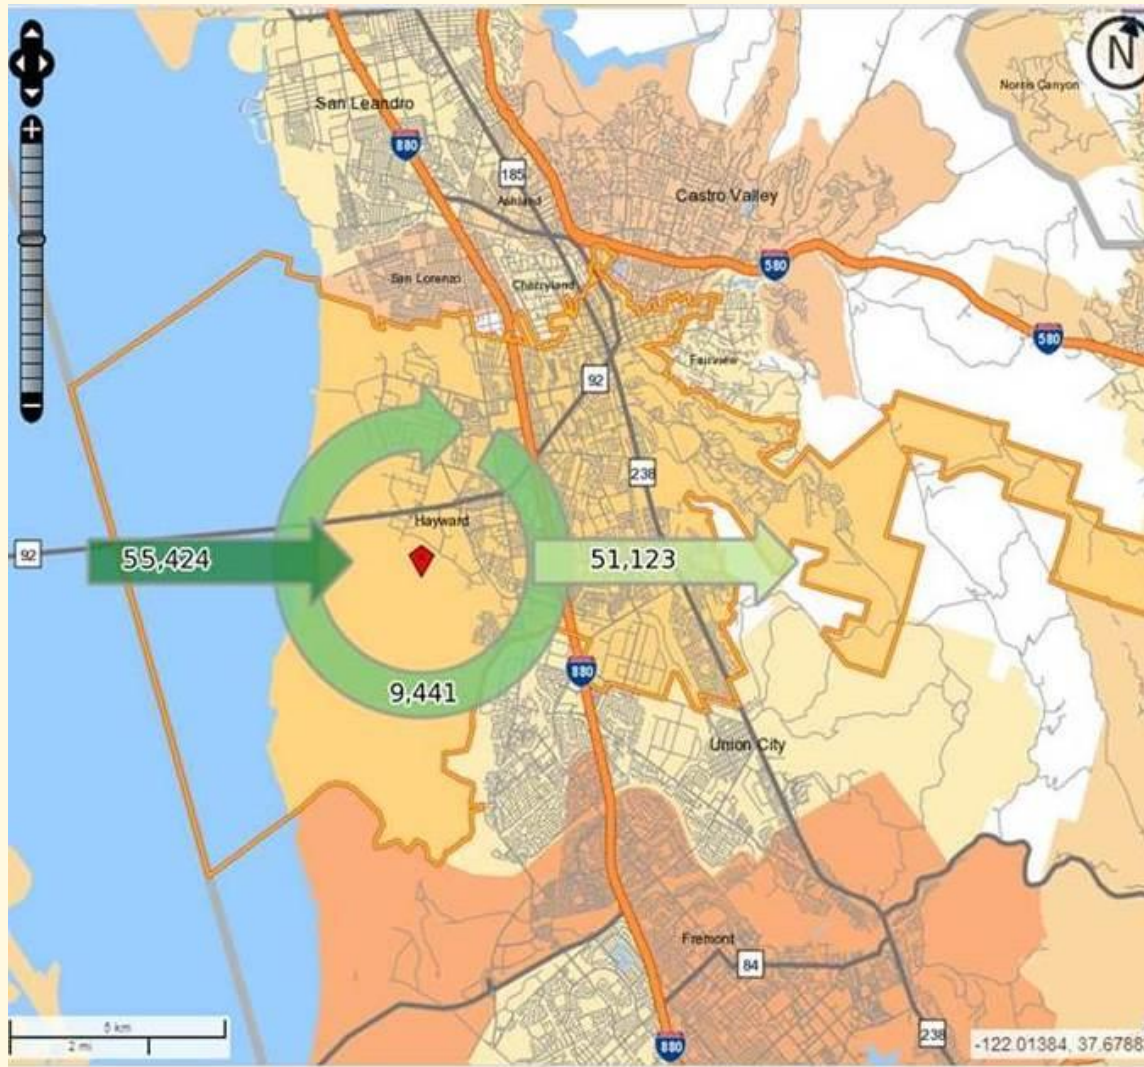 N
Norris Canyon
San Leandro
880
185
Ashland
Castro Valley
580
San Lorenzo
Cherryland
580
Fairview
92
238
Hayward
92
55,424
51,123
9,441
880
Union City
Fremont
84
238
880
5 km
2 mi
-122.01384, 37.6788